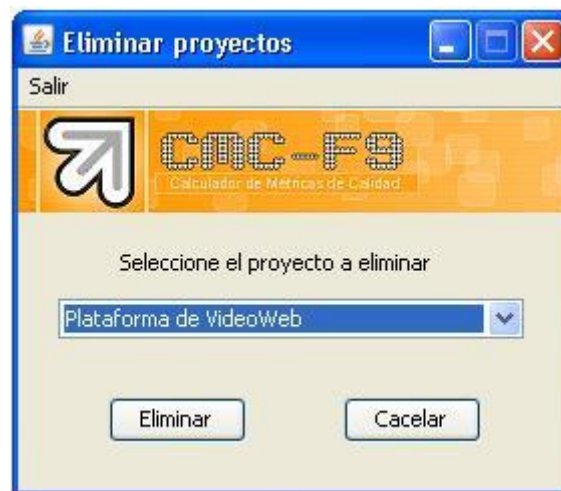 Eliminar proyectos
Salir
CMC-F9
Calculador de Métricas de Calidad
Seleccione el proyecto a eliminar
Plataforma de VideoWeb
Eliminar Cacelar